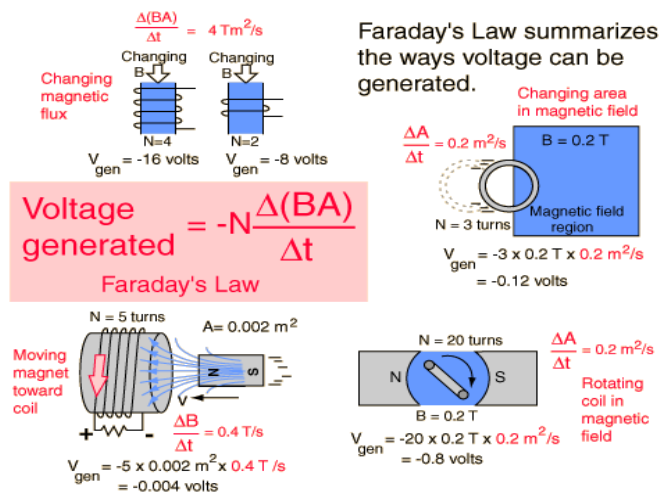 Δ(BA)
Δt
= 4 Tm²/s
Changing
B
Changing
B
Changing
magnetic
flux
N=4
N=2
V gen = -16 volts
V gen = -8 volts
Faraday's Law summarizes
the ways voltage can be
generated.
Changing area
in magnetic field
ΔA
Δt
= 0.2 m²/s
B = 0.2 T
N = 3 turns
Magnetic field
region
V gen = -3 x 0.2 T x 0.2 m²/s
= -0.12 volts
Voltage
generated = -N Δ(BA)
Δt
Faraday's Law
N = 5 turns
A= 0.002 m²
Moving
magnet
toward
coil
N
S
v
+
-
ΔB
Δt
= 0.4 T/s
V gen = -5 x 0.002 m² x 0.4 T /s
= -0.004 volts
N = 20 turns
N
S
B = 0.2 T
ΔA
Δt
= 0.2 m²/s
Rotating
coil in
magnetic
field
V gen = -20 x 0.2 T x 0.2 m²/s
= -0.8 volts